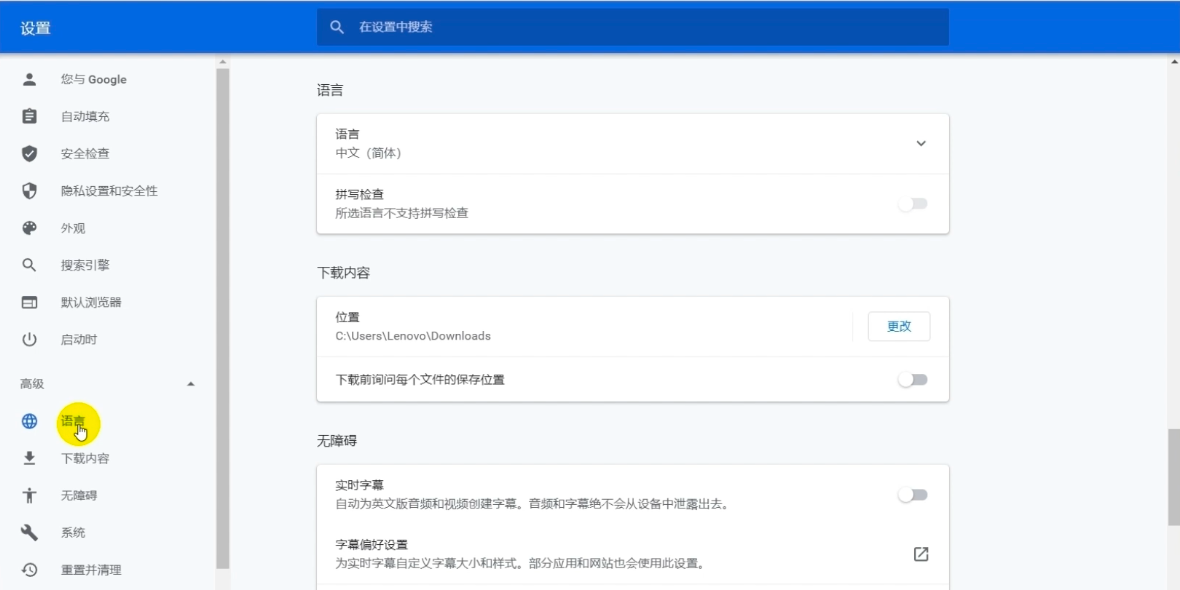 设置
在设置中搜索
您与 Google
自动填充
安全检查
隐私设置和安全性
外观
搜索引擎
默认浏览器
启动时
高级
语言
下载内容
无障碍
系统
重置并清理
语言
语言
中文（简体）
拼写检查
所选语言不支持拼写检查
下载内容
位置
C:\Users\Lenovo\Downloads
更改
下载前询问每个文件的保存位置
无障碍
实时字幕
自动为英文版音频和视频创建字幕。音频和字幕绝不会从设备中泄露出去。
字幕偏好设置
为实时字幕自定义字幕大小和样式。部分应用和网站也会使用此设置。